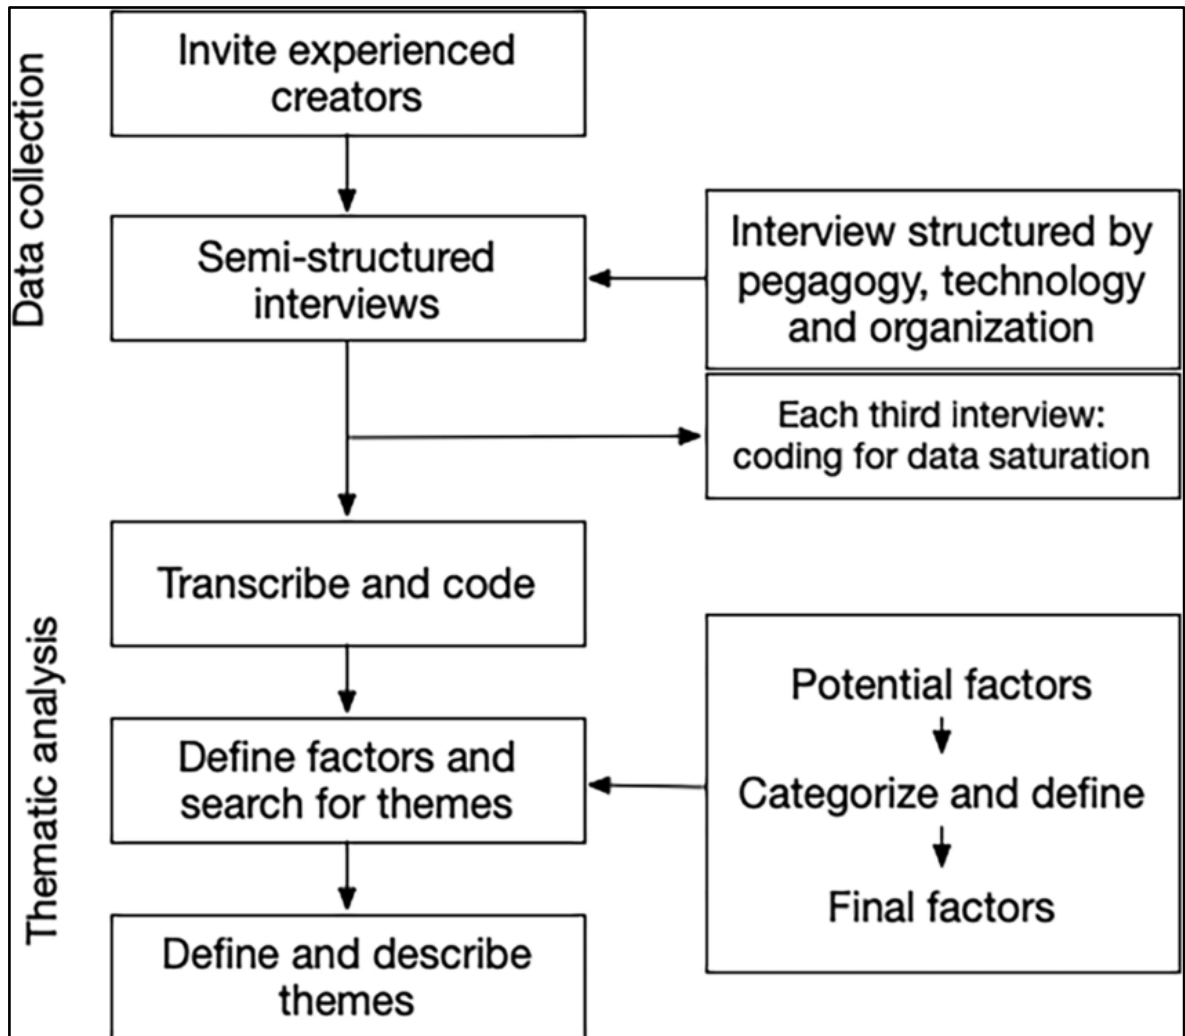 Data collection
Invite experienced
creators
Semi-structured
interviews
Interview structured by
pegagogy, technology
and organization
Each third interview:
coding for data saturation
Thematic analysis
Transcribe and code
Define factors and
search for themes
Potential factors
Categorize and define
Final factors
Define and describe
themes